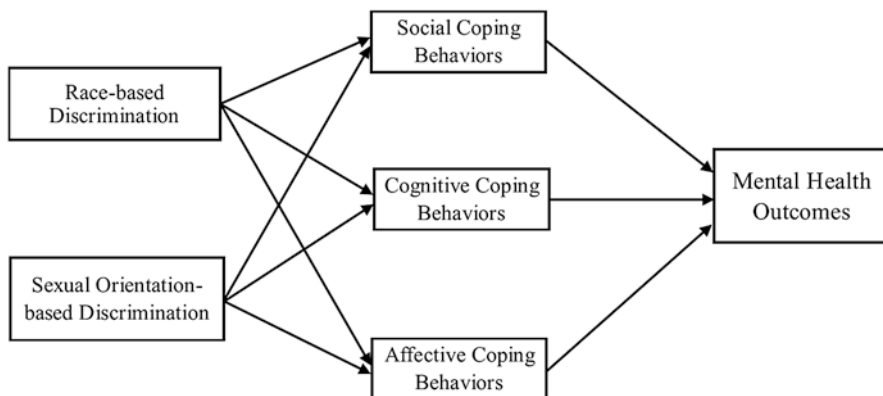 Social Coping
Behaviors
Race-based
Discrimination
Cognitive Coping
Behaviors
Mental Health
Outcomes
Sexual Orientation-
based Discrimination
Affective Coping
Behaviors